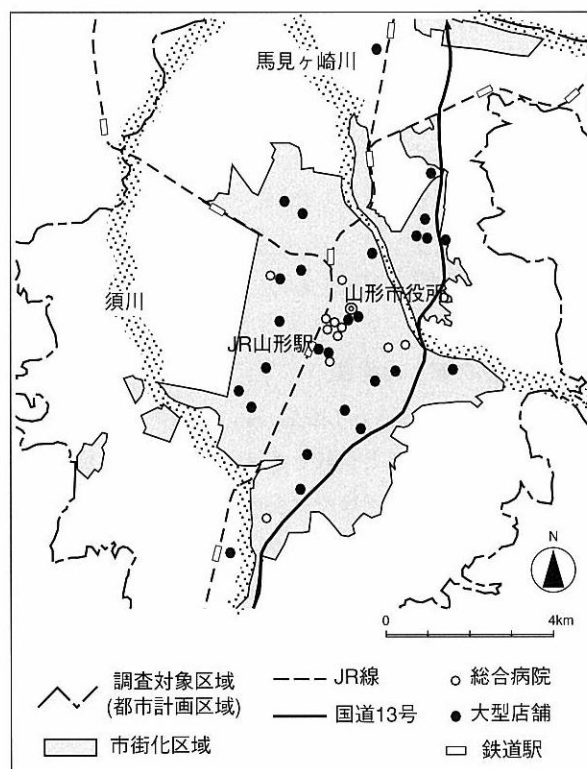 馬見ヶ崎川
須川
山形市役所
JR山形駅
N
0 4km
調査対象区域
(都市計画区域)
市街化区域
JR線
国道13号
総合病院
大型店舗
鉄道駅